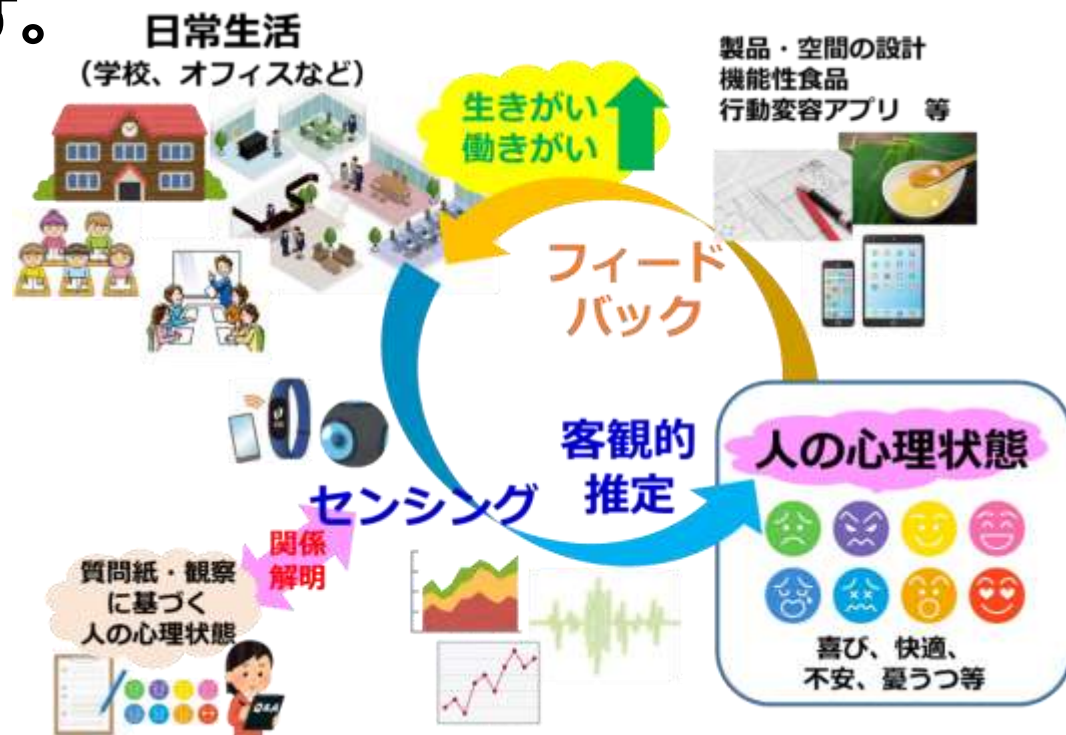 す。
日常生活
（学校、オフィスなど）
生きがい
働きがい
製品・空間の設計
機能性食品
行動変容アプリ　等
フィード
バック
客観的
推定
人の心理状態
センシング
関係
解明
質問紙・観察
に基づく
人の心理状態
喜び、快適、
不安、憂うつ等
Q&A